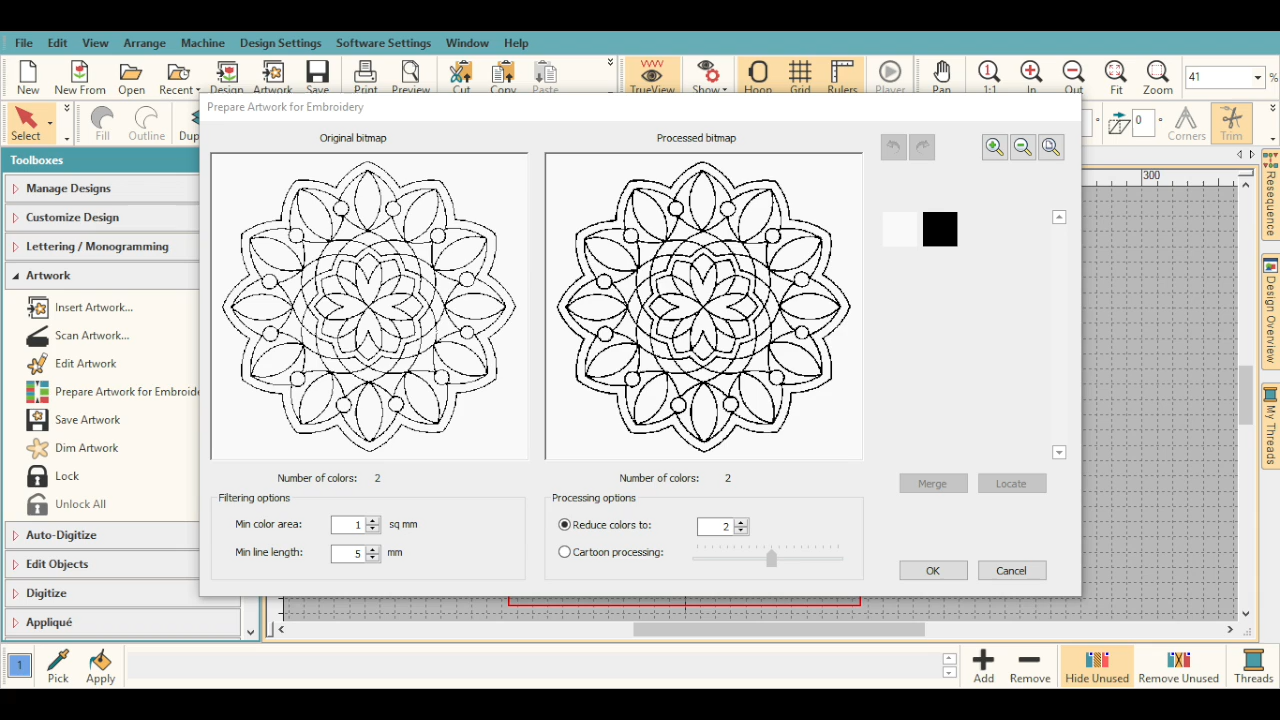 File Edit View Arrange Machine Design Settings Software Settings Window Help
New New From Open Recent Design Artwork Save Print Preview Cut Copy Paste TrueView Show Hoop Grid Rulers Player Pan 1:1 In Out Fit Zoom 41 %
Select Fill Outline Dup 0 ° Corners Trim
Prepare Artwork for Embroidery
Toolboxes
Manage Designs
Customize Design
Lettering / Monogramming
Artwork
Insert Artwork...
Scan Artwork...
Edit Artwork
Prepare Artwork for Embroide
Save Artwork
Dim Artwork
Lock
Unlock All
Auto-Digitize
Edit Objects
Digitize
Appliqué
Original bitmap
Processed bitmap
Number of colors: 2
Number of colors: 2
Filtering options
Min color area: 1 sq mm
Min line length: 5 mm
Processing options
Reduce colors to: 2
Cartoon processing:
Merge Locate
OK Cancel
300
Resequence
Design Overview
My Threads
1 Pick Apply Add Remove Hide Unused Remove Unused Threads